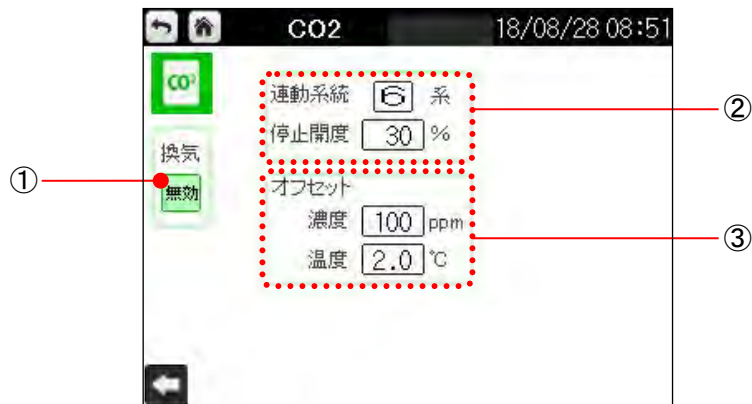 CO2 18/08/28 08:51
CO²
連動系統 6 系
②
停止開度 30 %
換気
①
無効
オフセット
濃度 100 ppm
③
温度 2.0 ℃